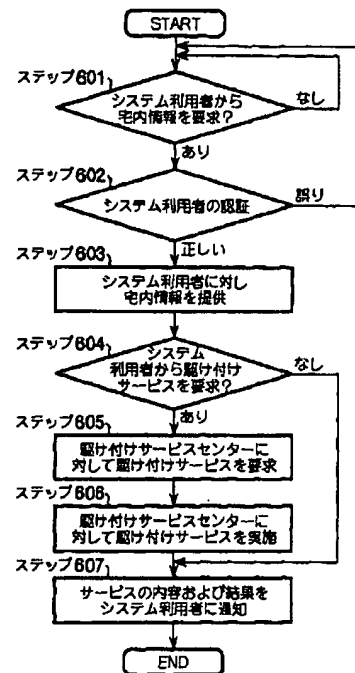 START
ステップ601
システム利用者から
宅内情報を要求?
なし
あり
ステップ602
システム利用者の認証
誤り
正しい
ステップ603
システム利用者に対し
宅内情報を提供
ステップ604
システム
利用者から駆け付け
サービスを要求?
なし
あり
ステップ605
駆け付けサービスセンターに
対して駆け付けサービスを要求
ステップ606
駆け付けサービスセンターに
対して駆け付けサービスを実施
ステップ607
サービスの内容および結果を
システム利用者に通知
END